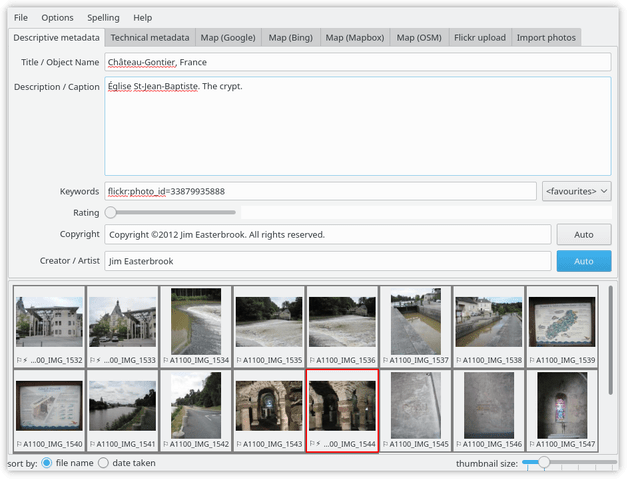 File Options Spelling Help
Descriptive metadata Technical metadata Map (Google) Map (Bing) Map (Mapbox) Map (OSM) Flickr upload Import photos
Title / Object Name Château-Gontier, France
Description / Caption Église St-Jean-Baptiste. The crypt.
Keywords flickr:photo_id=33879935888 <favourites>
Rating
Copyright Copyright ©2012 Jim Easterbrook. All rights reserved. Auto
Creator / Artist Jim Easterbrook Auto
...00_IMG_1532 ...00_IMG_1533 A1100_IMG_1534 A1100_IMG_1535 A1100_IMG_1536 A1100_IMG_1537 A1100_IMG_1538 A1100_IMG_1539
A1100_IMG_1540 A1100_IMG_1541 A1100_IMG_1542 A1100_IMG_1543 ...00_IMG_1544 A1100_IMG_1545 A1100_IMG_1546 A1100_IMG_1547
sort by: file name date taken thumbnail size: